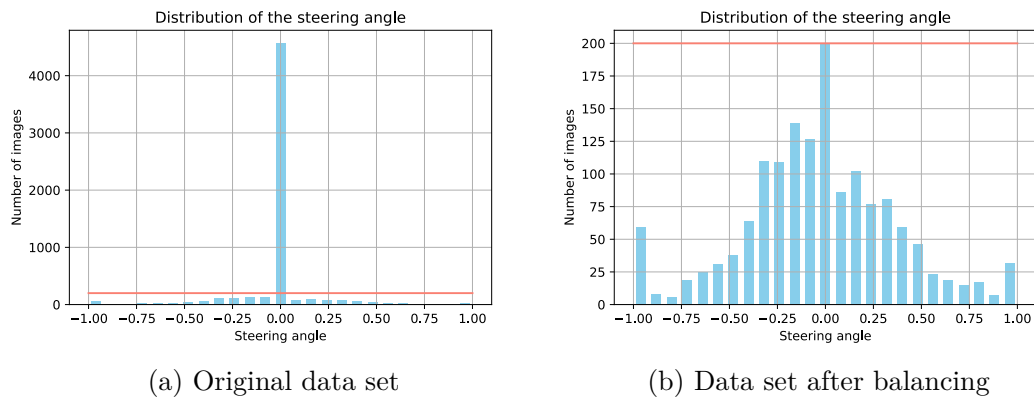 Distribution of the steering angle
Number of images
4000
3000
2000
1000
0
−1.00 −0.75 −0.50 −0.25 0.00 0.25 0.50 0.75 1.00
Steering angle
(a) Original data set
Distribution of the steering angle
Number of images
200
175
150
125
100
75
50
25
0
−1.00 −0.75 −0.50 −0.25 0.00 0.25 0.50 0.75 1.00
Steering angle
(b) Data set after balancing